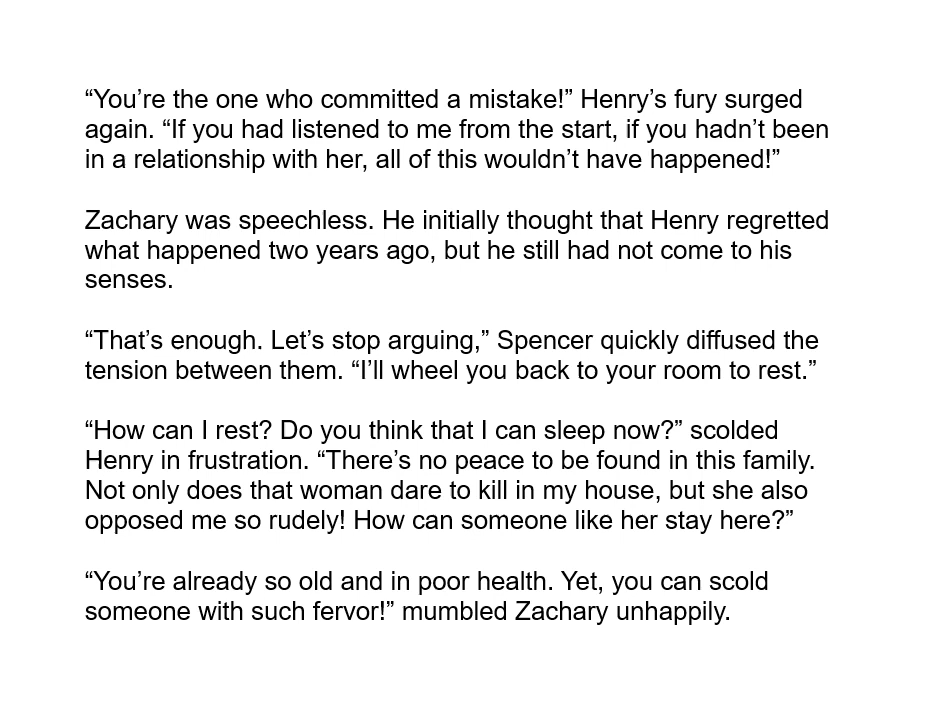 “You’re the one who committed a mistake!” Henry’s fury surged
again. “If you had listened to me from the start, if you hadn’t been
in a relationship with her, all of this wouldn’t have happened!”
Zachary was speechless. He initially thought that Henry regretted
what happened two years ago, but he still had not come to his
senses.
“That’s enough. Let’s stop arguing,” Spencer quickly diffused the
tension between them. “I’ll wheel you back to your room to rest.”
“How can I rest? Do you think that I can sleep now?” scolded
Henry in frustration. “There’s no peace to be found in this family.
Not only does that woman dare to kill in my house, but she also
opposed me so rudely! How can someone like her stay here?”
“You’re already so old and in poor health. Yet, you can scold
someone with such fervor!” mumbled Zachary unhappily.